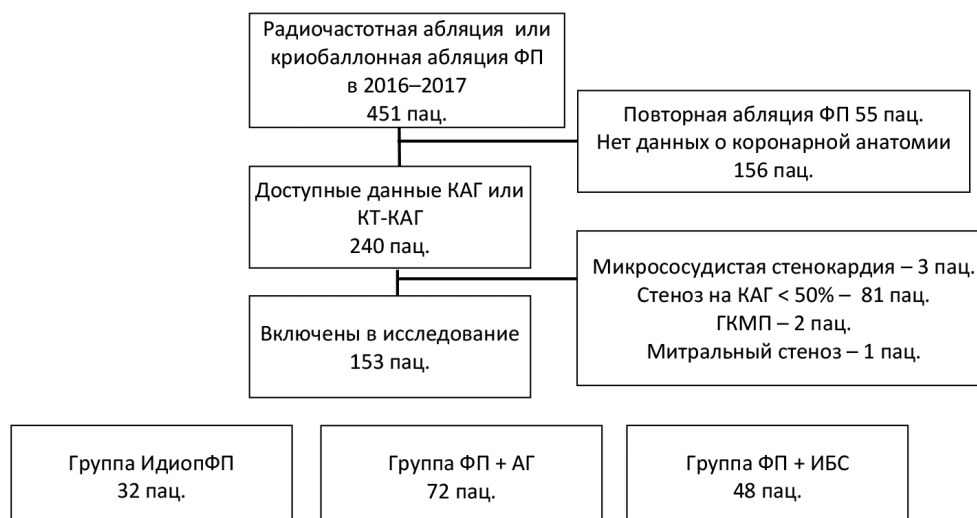 Радиочастотная абляция или
криобаллонная абляция ФП
в 2016–2017
451 пац.
Повторная абляция ФП 55 пац.
Нет данных о коронарной анатомии
156 пац.
Доступные данные КАГ или
КТ-КАГ
240 пац.
Микрососудистая стенокардия – 3 пац.
Стеноз на КАГ < 50% – 81 пац.
ГКМП – 2 пац.
Митральный стеноз – 1 пац.
Включены в исследование
153 пац.
Группа ИдиопФП
32 пац.
Группа ФП + АГ
72 пац.
Группа ФП + ИБС
48 пац.